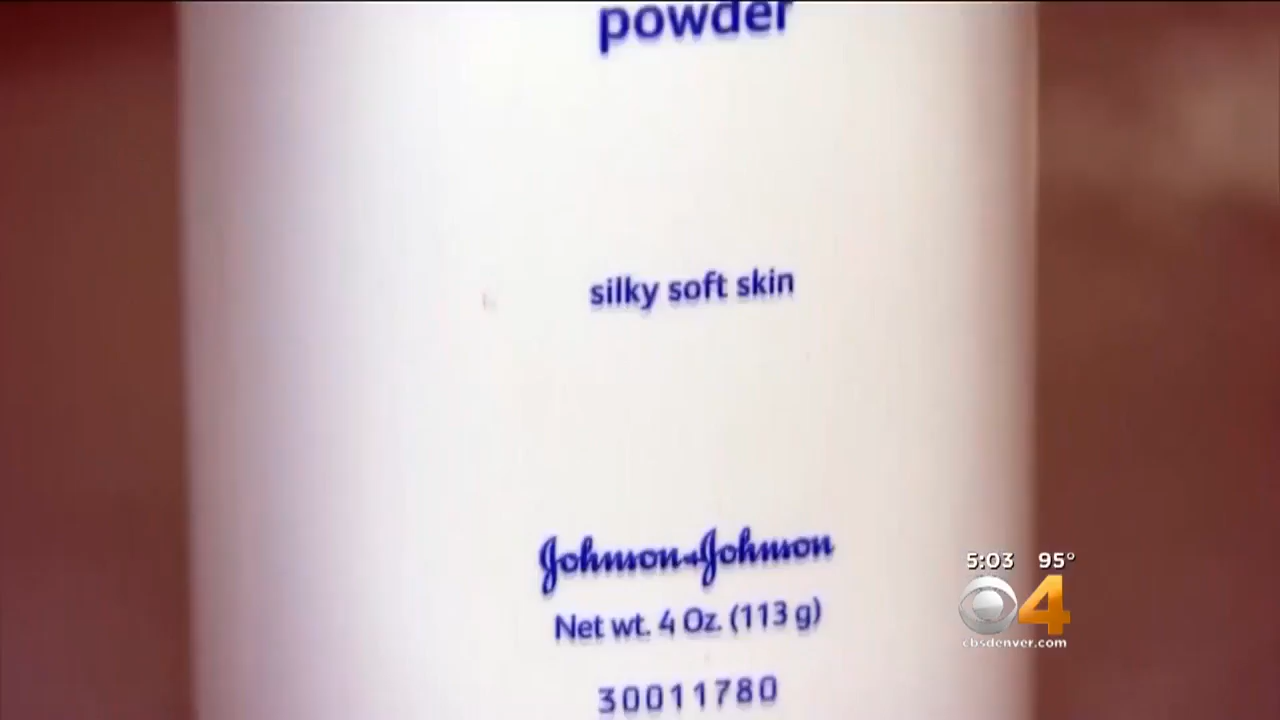 powder
silky soft skin
Johnson+Johnson
Net wt. 4 Oz. (113 g)
30011780
5:03 95°
4
cbsdenver.com